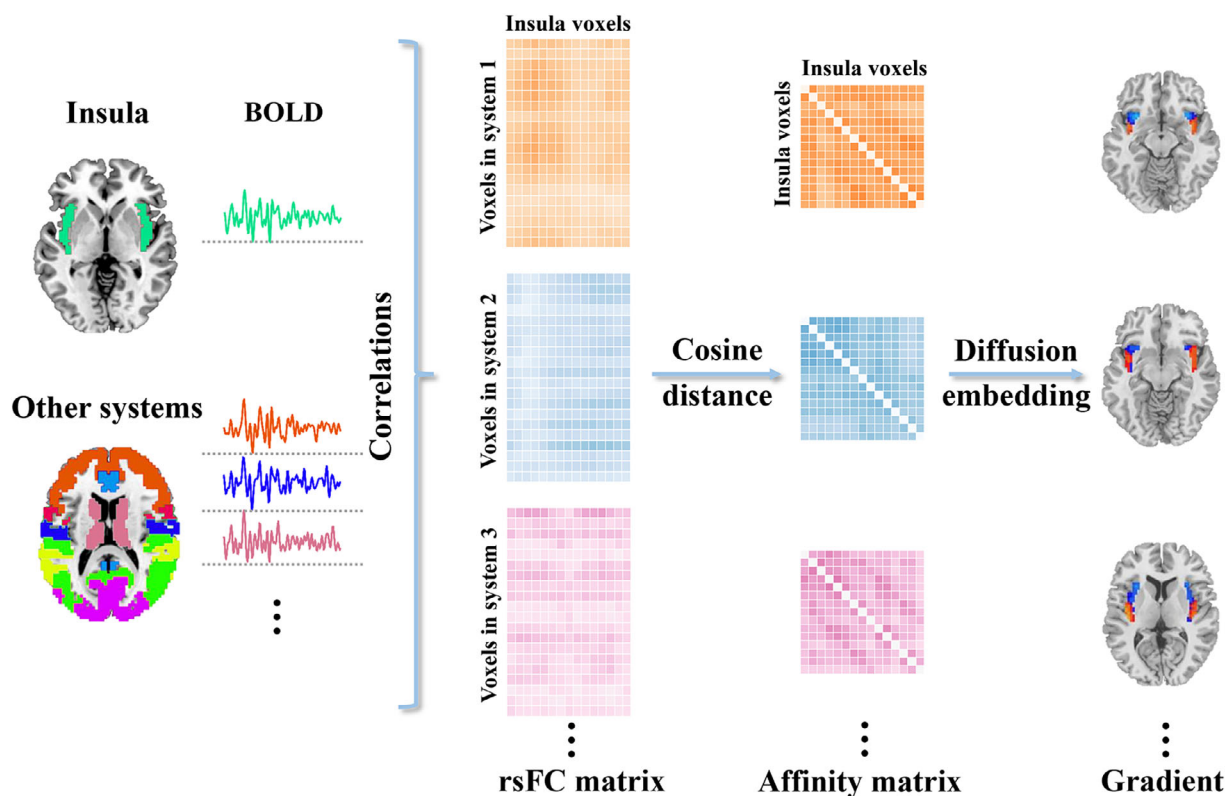 Insula
BOLD
Other systems
Correlations
Insula voxels
Voxels in system 1
Voxels in system 2
Voxels in system 3
rsFC matrix
Cosine
distance
Insula voxels
Insula voxels
Affinity matrix
Diffusion
embedding
Gradient